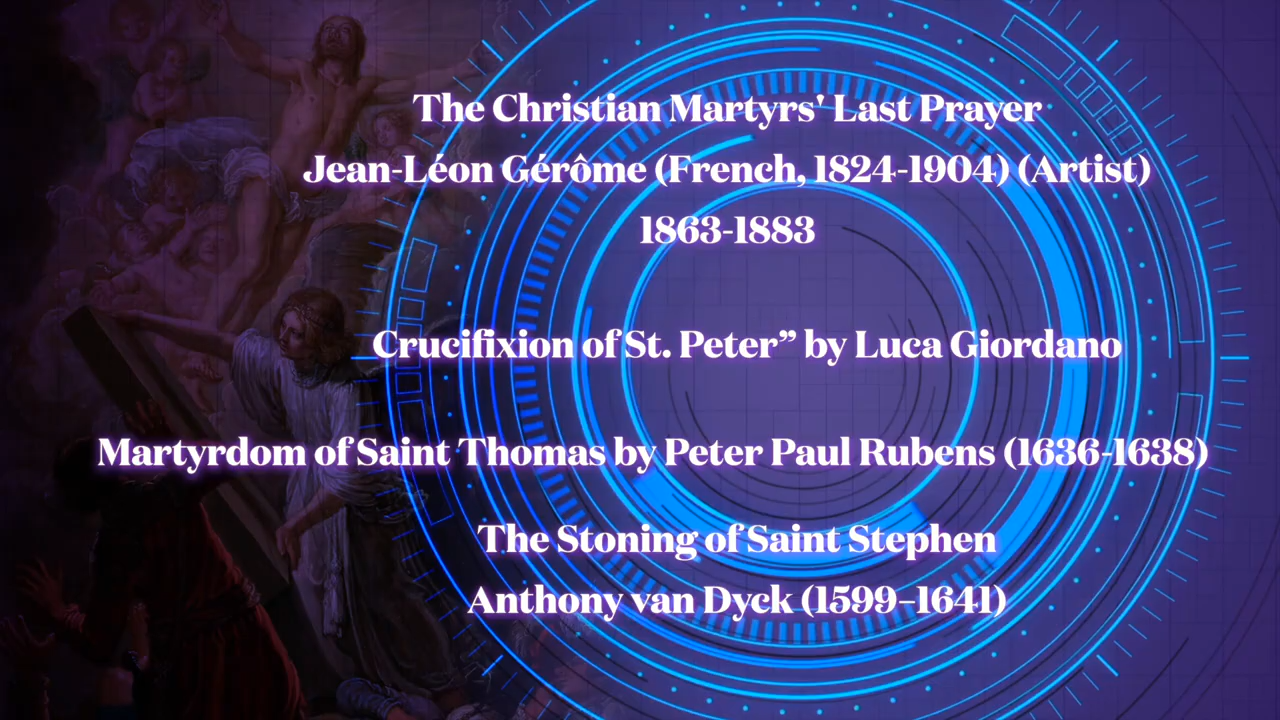 The Christian Martyrs' Last Prayer
Jean-Léon Gérôme (French, 1824-1904) (Artist)
1863-1883
Crucifixion of St. Peter” by Luca Giordano
Martyrdom of Saint Thomas by Peter Paul Rubens (1636-1638)
The Stoning of Saint Stephen
Anthony van Dyck (1599–1641)